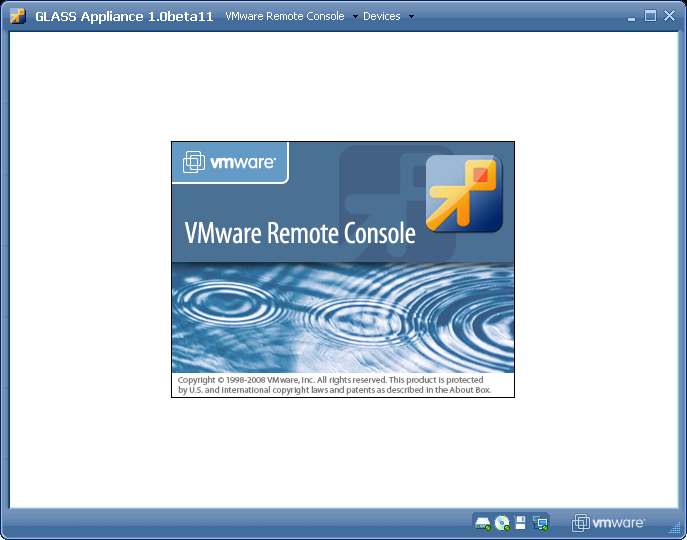 GLASS Appliance 1.0beta11 VMware Remote Console Devices
vmware
VMware Remote Console
Copyright © 1998-2008 VMware, Inc. All rights reserved. This product is protected
by U.S. and international copyright laws and patents as described in the About Box.
vmware